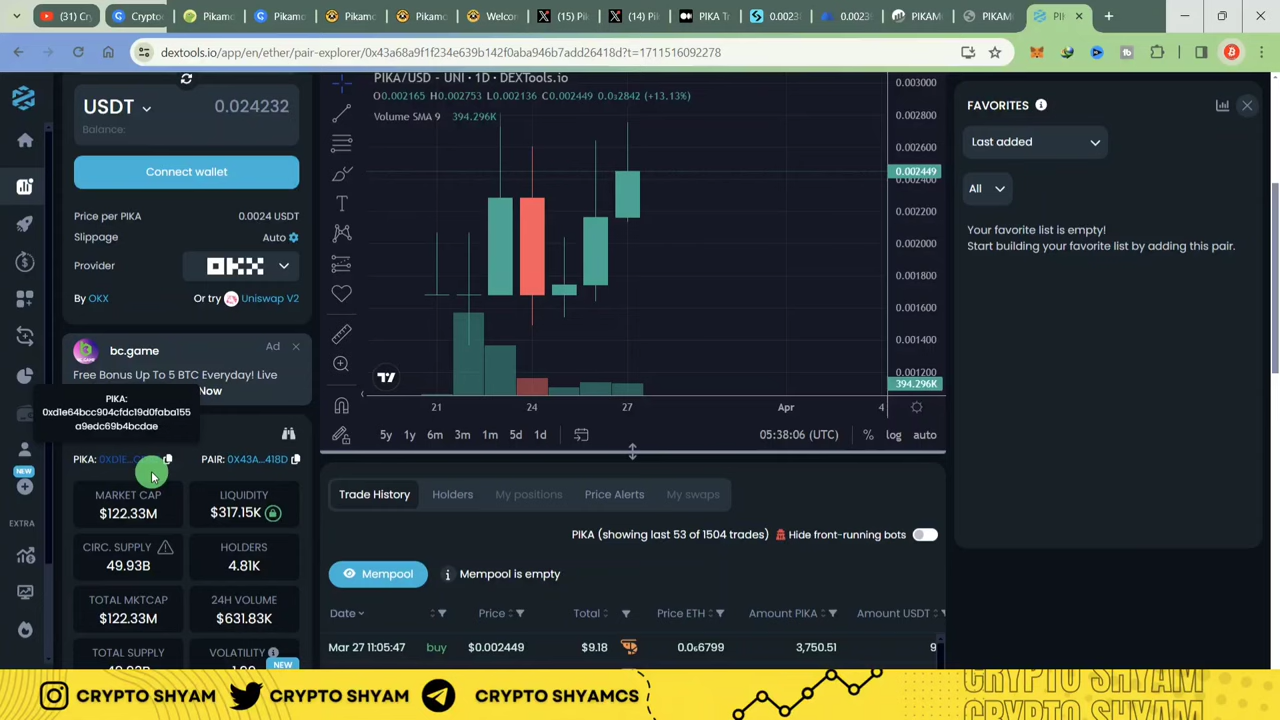 (31) Cry
Crypto
Pikamo
Pikamo
Pikamo
Pikamo
Welcom
(15) Pi
(14) Pi
PIKA Tr
0.0023
0.0023
PIKAM
PIKAM
PI
dextools.io/app/en/ether/pair-explorer/0x43a68a9f1f234e639b142f0aba946b7add26418d?t=1711516092278
USDT
0.024232
Balance:
Connect wallet
Price per PIKA
0.0024 USDT
Slippage
Auto
Provider
OKX
By OKX
Or try Uniswap V2
bc.game
Ad
Free Bonus Up To 5 BTC Everyday! Live
Now
PIKA:
0xd1e64bcc904cfdc19d0faba155
a9edc69b4bcdae
PIKA: 0XD1E...
PAIR: 0X43A...418D
MARKET CAP
$122.33M
LIQUIDITY
$317.15K
CIRC. SUPPLY
49.93B
HOLDERS
4.81K
TOTAL MKTCAP
$122.33M
24H VOLUME
$631.83K
TOTAL SUPPLY
VOLATILITY
NEW
NEW
EXTRA
PIKA/USD - UNI · 1D · DEXTools.io
O0.002165 H0.002753 L0.002136 C0.002449 0.0₃2842 (+13.13%)
Volume SMA 9 394.296K
0.003000
0.002800
0.002600
0.002449
0.002400
0.002200
0.002000
0.001800
0.001600
0.001400
0.001200
394.296K
21
24
27
Apr
4
5y 1y 6m 3m 1m 5d 1d
05:38:06 (UTC)
% log auto
Trade History
Holders
My positions
Price Alerts
My swaps
PIKA (showing last 53 of 1504 trades)
Hide front-running bots
Mempool
Mempool is empty
Date
Price
Total
Price ETH
Amount PIKA
Amount USDT
Mar 27 11:05:47
buy
$0.002449
$9.18
0.0₆6799
3,750.51
9
FAVORITES
Last added
All
Your favorite list is empty!
Start building your favorite list by adding this pair.
CRYPTO SHYAM
CRYPTO SHYAM
CRYPTO SHYAMCS
CRYPTO SHYAM
CRYPTO SHYAM